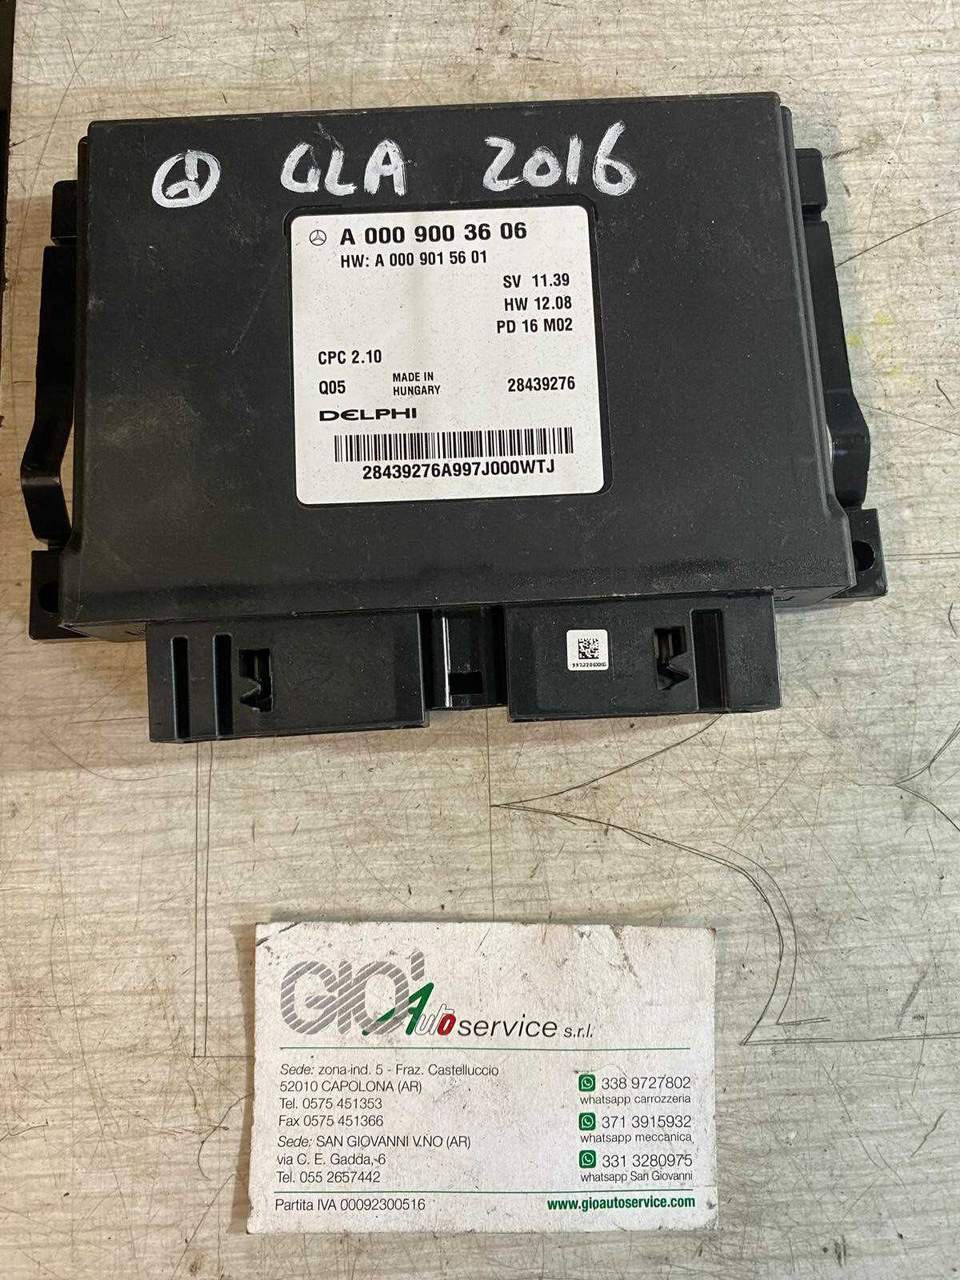 GLA 2016
A 000 900 36 06
HW: A 000 901 56 01
SV 11.39
HW 12.08
PD 16 M02
CPC 2.10
Q05 MADE IN HUNGARY 28439276
DELPHI
28439276A997J000WTJ
GIO' Auto service s.r.l.
Sede: zona-ind. 5 - Fraz. Castelluccio
52010 CAPOLONA (AR)
Tel. 0575 451353
Fax 0575 451366
Sede: SAN GIOVANNI V.NO (AR)
via C. E. Gadda, 6
Tel. 055 2657442
338 9727802
whatsapp carrozzeria
371 3915932
whatsapp meccanica
331 3280975
whatsapp San Giovanni
Partita IVA 00092300516
www.gioautoservice.com